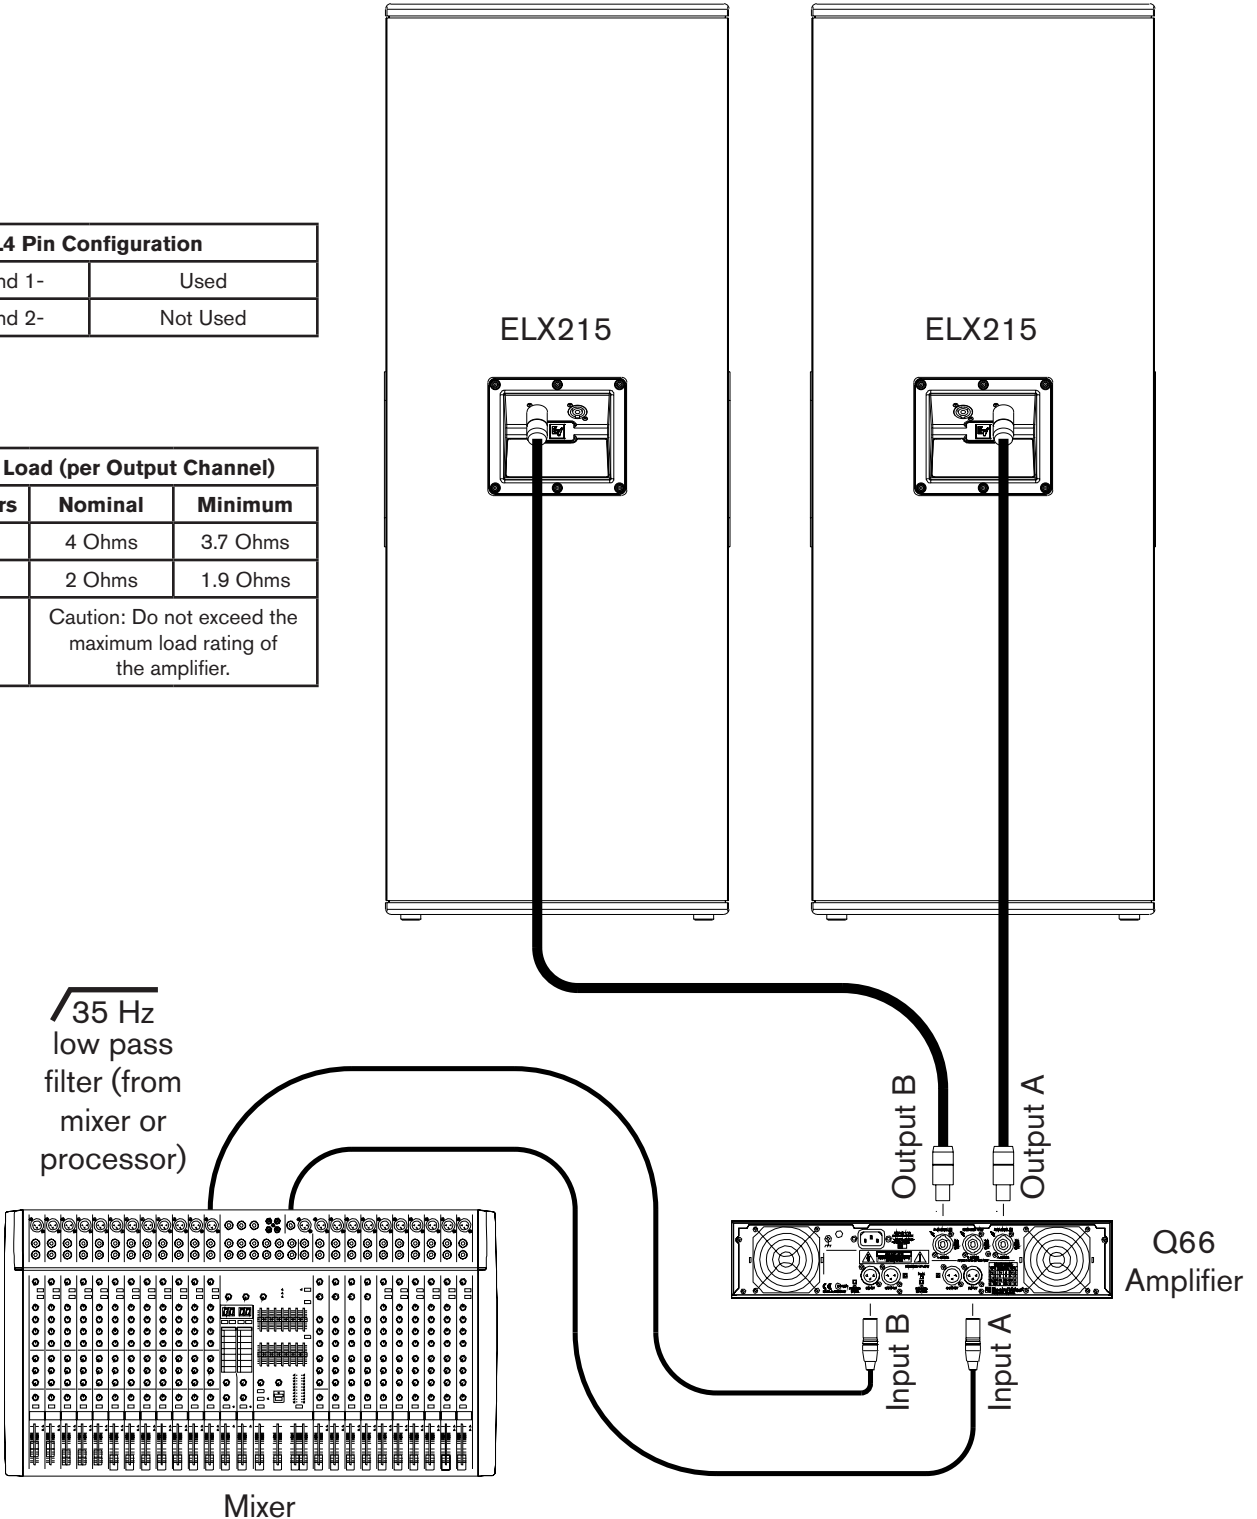 .4 Pin Configuration
nd 1- Used
nd 2- Not Used
Load (per Output Channel)
rs Nominal Minimum
4 Ohms 3.7 Ohms
2 Ohms 1.9 Ohms
Caution: Do not exceed the
maximum load rating of
the amplifier.
ELX215
ELX215
35 Hz
low pass
filter (from
mixer or
processor)
Output B
Output A
Q66
Amplifier
Input B
Input A
Mixer